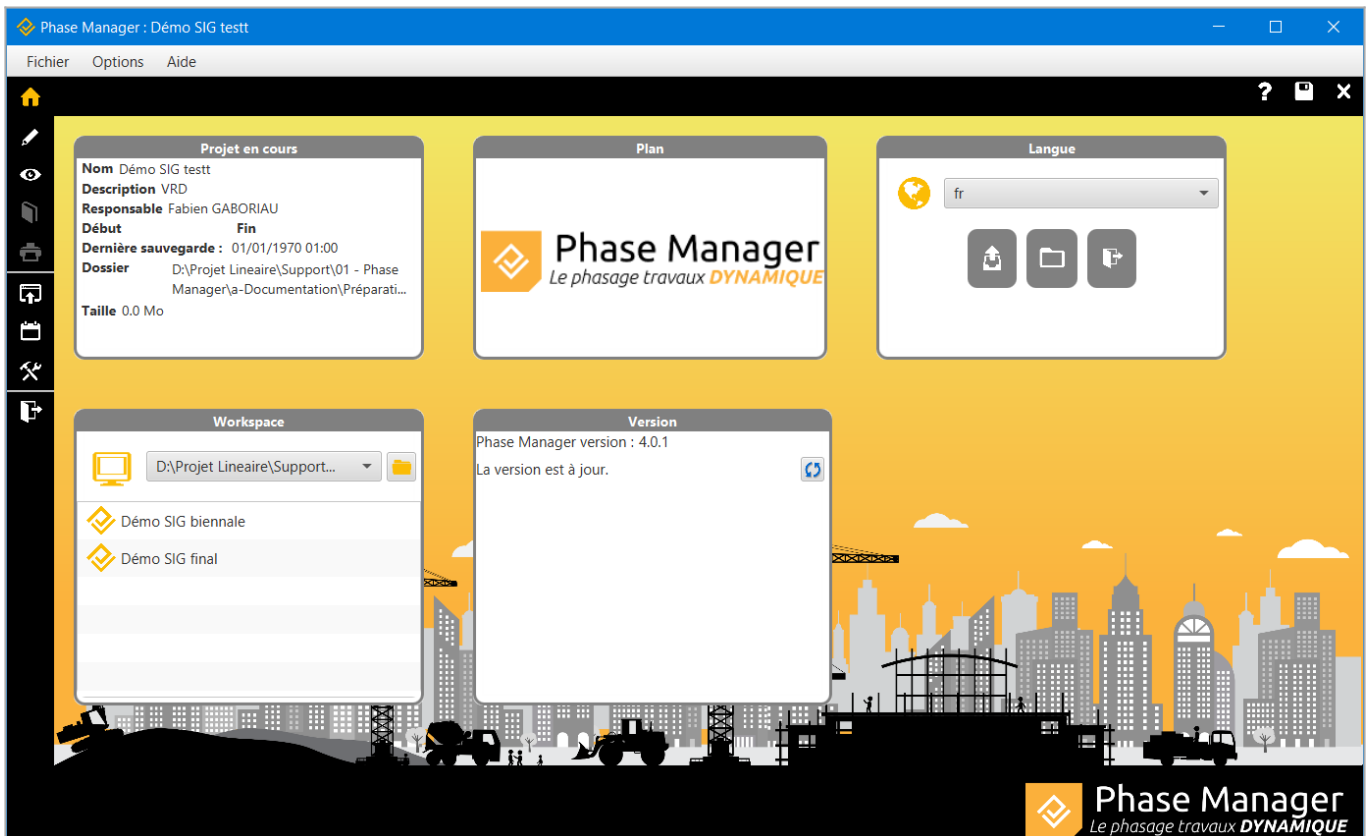 Phase Manager : Démo SIG testt
Fichier Options Aide
?
Projet en cours
Nom Démo SIG testt
Description VRD
Responsable Fabien GABORIAU
Début Fin
Dernière sauvegarde : 01/01/1970 01:00
Dossier D:\Projet Lineaire\Support\01 - Phase
Manager\a-Documentation\Préparati...
Taille 0.0 Mo
Plan
Phase Manager
Le phasage travaux DYNAMIQUE
Langue
fr
Workspace
D:\Projet Lineaire\Support...
Démo SIG biennale
Démo SIG final
Version
Phase Manager version : 4.0.1
La version est à jour.
Phase Manager
Le phasage travaux DYNAMIQUE